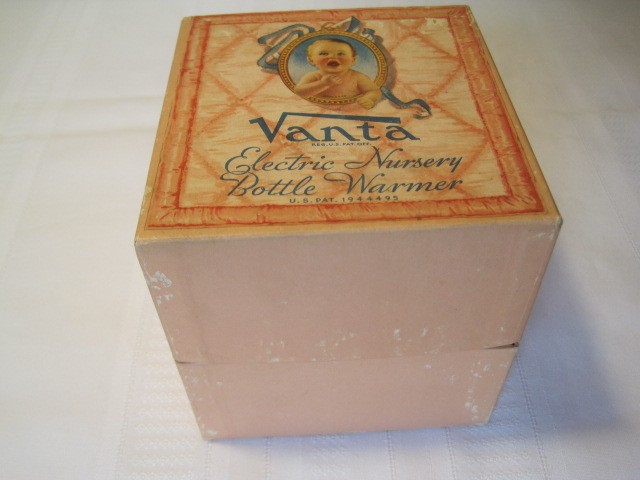 Vanta
REG. U.S. PAT. OFF.
Electric Nursery
Bottle Warmer
U.S. PAT. 1944495